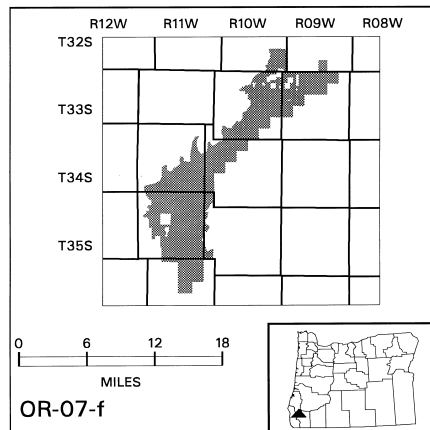 R12W R11W R10W R09W R08W
T32S
T33S
T34S
T35S
0 6 12 18
MILES
OR-07-f